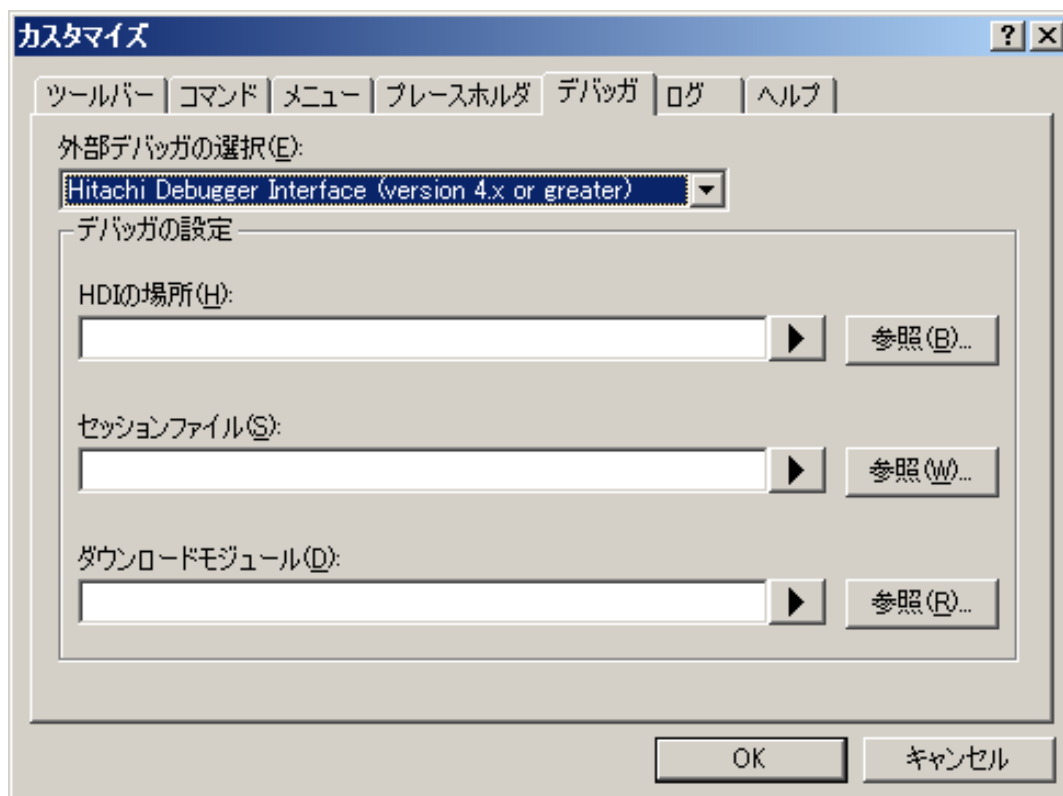 カスタマイズ
ツールバー コマンド メニュー プレースホルダ デバッガ ログ ヘルプ
外部デバッガの選択(E):
Hitachi Debugger Interface (version 4.x or greater)
デバッガの設定
HDIの場所(H):
参照(B)...
セッションファイル(S):
参照(W)...
ダウンロードモジュール(D):
参照(R)...
OK キャンセル